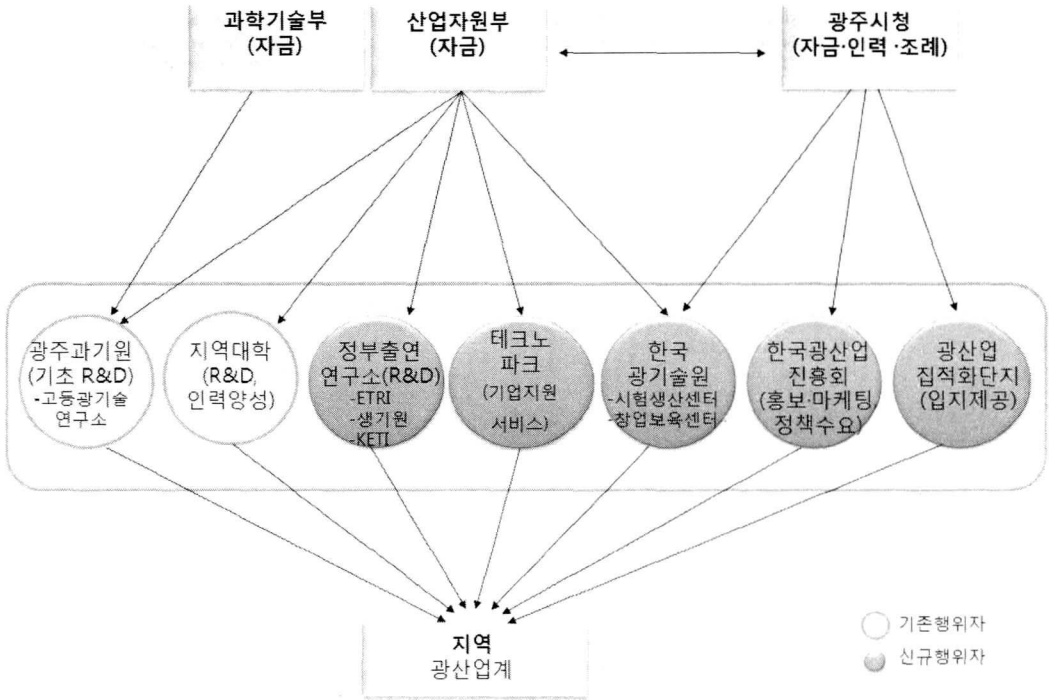 과학기술부
(자금)
산업자원부
(자금)
광주시청
(자금·인력 ·조례)
광주과기원
(기초 R&D)
-고등광기술
연구소
지역대학
(R&D,
인력양성)
정부출연
연구소(R&D)
-ETRI
-생기원
-KETI
테크노
파크
(기업지원
서비스)
한국
광기술원
-시험생산센터
-창업보육센터
한국광산업
진흥회
(홍보·마케팅,
정책수요)
광산업
집적화단지
(입지제공)
지역
광산업계
기존행위자
신규행위자